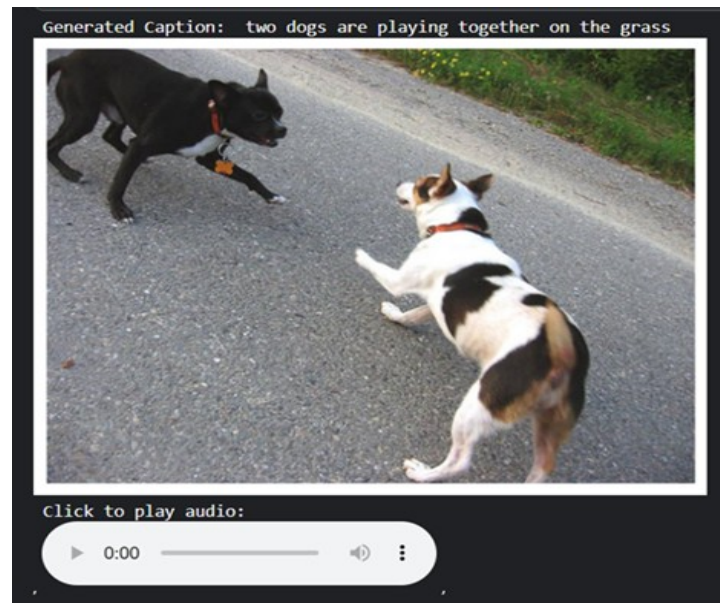 Generated Caption:  two dogs are playing together on the grass
Click to play audio:
0:00
, ,